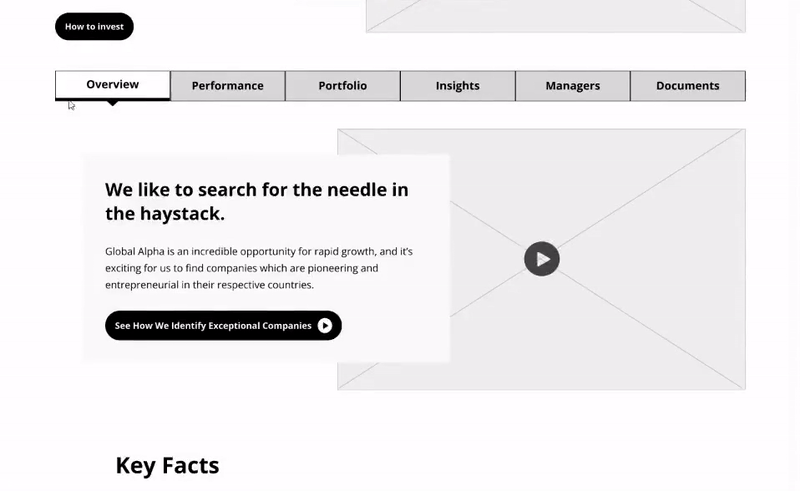 How to invest
Overview
Performance
Portfolio
Insights
Managers
Documents
We like to search for the needle in
the haystack.
Global Alpha is an incredible opportunity for rapid growth, and it's
exciting for us to find companies which are pioneering and
entrepreneurial in their respective countries.
See How We Identify Exceptional Companies
Key Facts